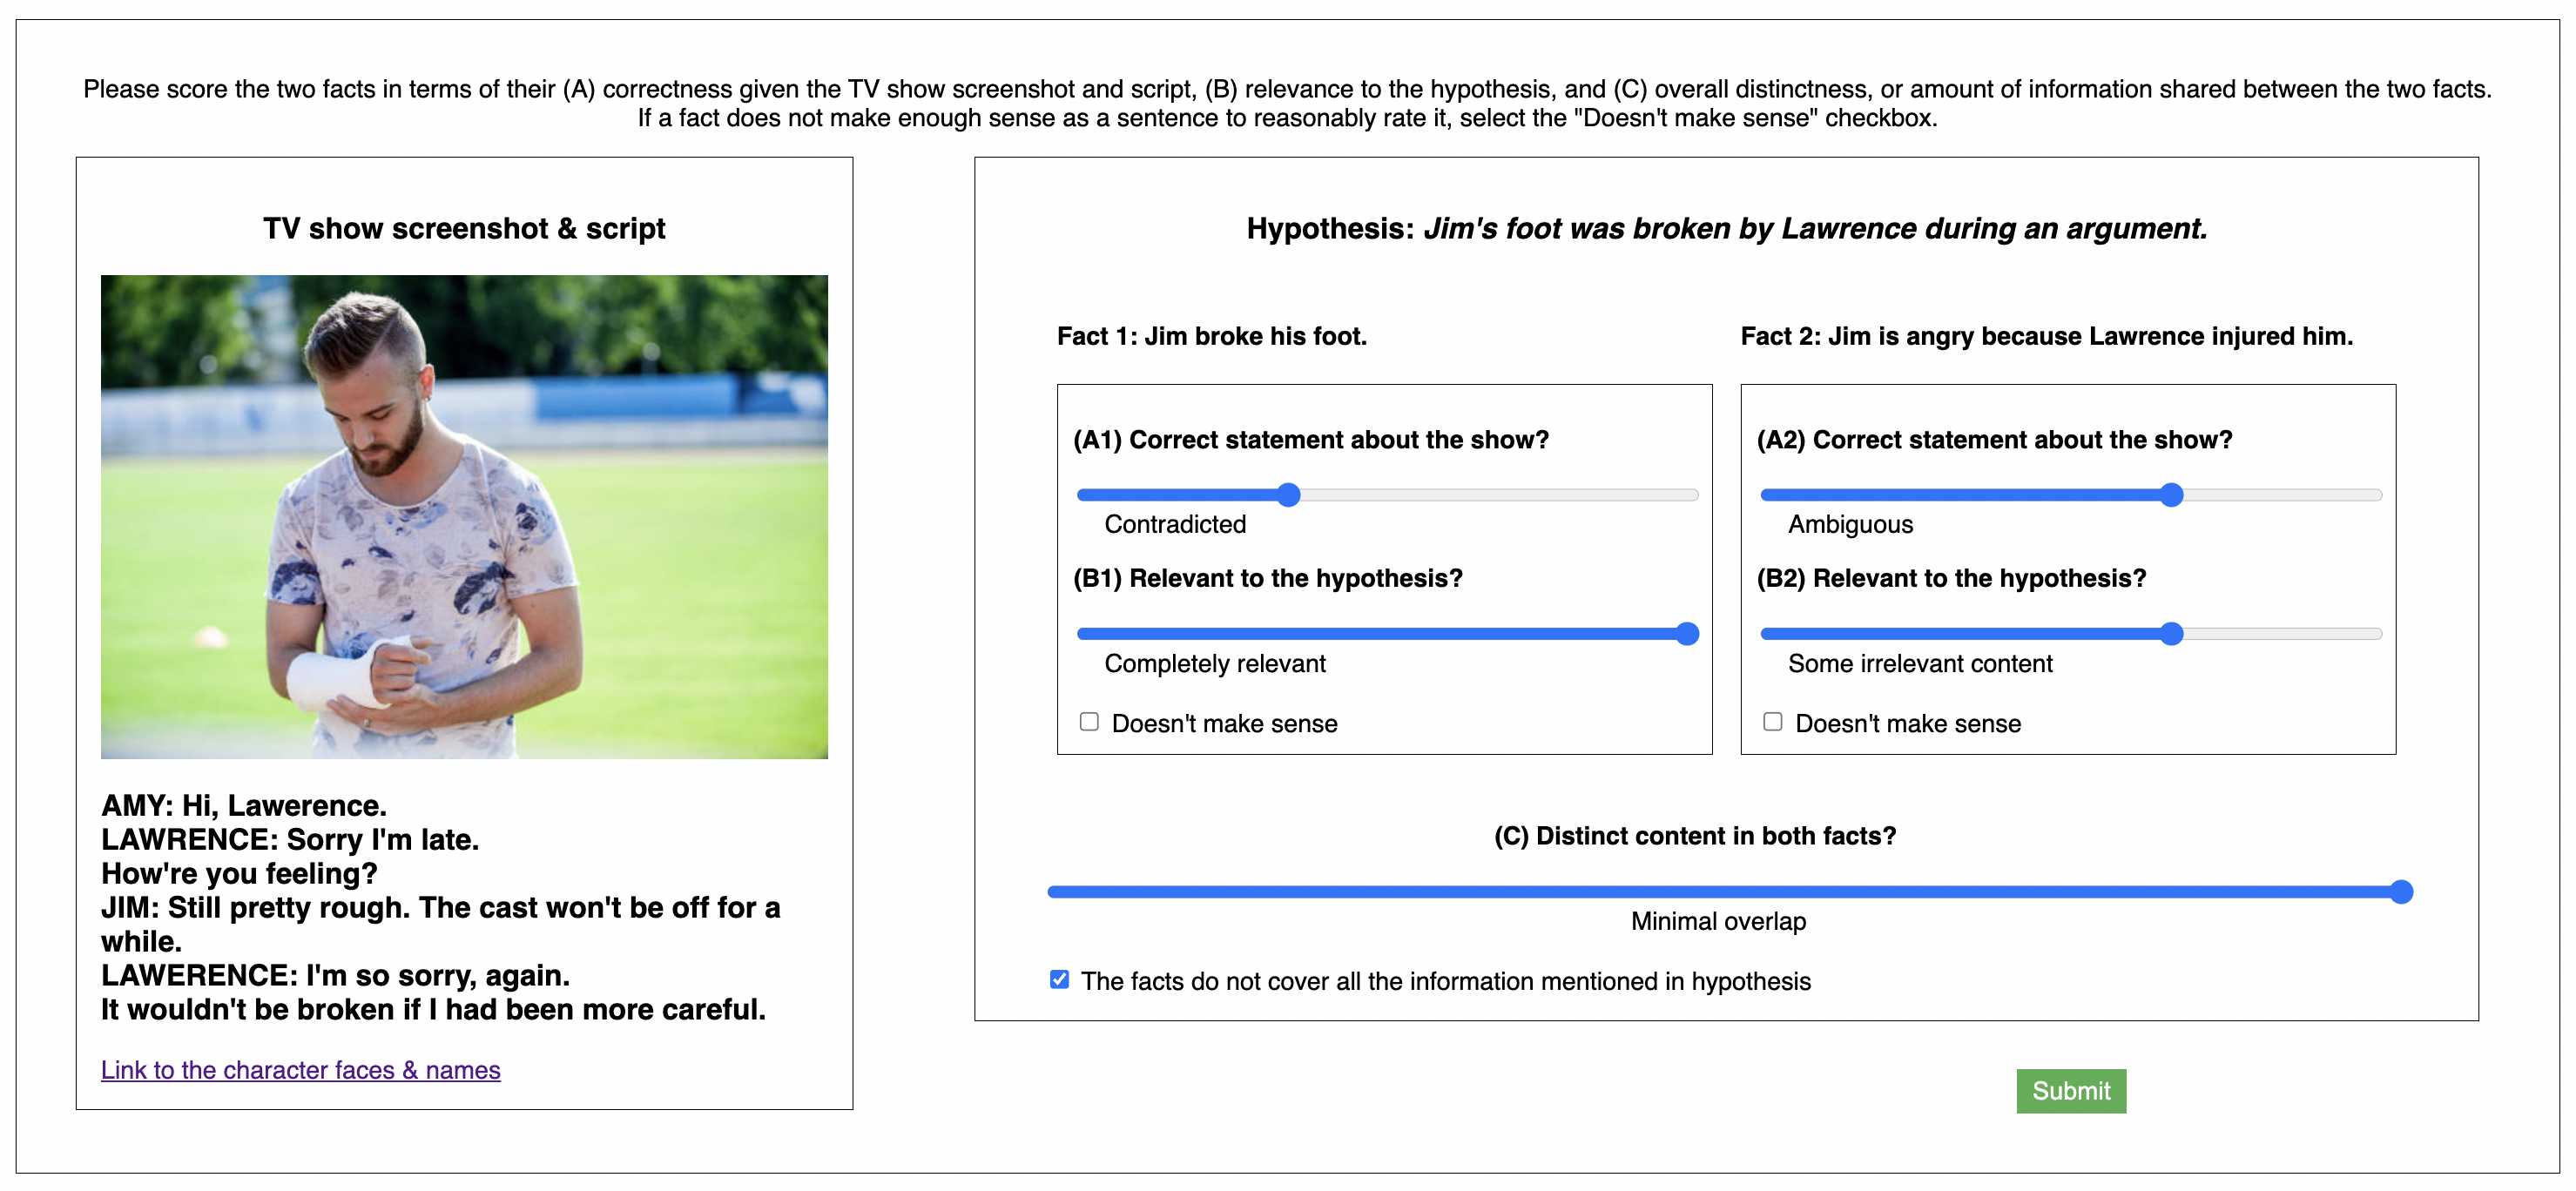 Please score the two facts in terms of their (A) correctness given the TV show screenshot and script, (B) relevance to the hypothesis, and (C) overall distinctness, or amount of information shared between the two facts.
If a fact does not make enough sense as a sentence to reasonably rate it, select the "Doesn't make sense" checkbox.
TV show screenshot & script
AMY: Hi, Lawerence.
LAWRENCE: Sorry I'm late.
How're you feeling?
JIM: Still pretty rough. The cast won't be off for a
while.
LAWERENCE: I'm so sorry, again.
It wouldn't be broken if I had been more careful.
Link to the character faces & names
Hypothesis: Jim's foot was broken by Lawrence during an argument.
Fact 1: Jim broke his foot.
(A1) Correct statement about the show?
Contradicted
(B1) Relevant to the hypothesis?
Completely relevant
Doesn't make sense
Fact 2: Jim is angry because Lawrence injured him.
(A2) Correct statement about the show?
Ambiguous
(B2) Relevant to the hypothesis?
Some irrelevant content
Doesn't make sense
(C) Distinct content in both facts?
Minimal overlap
The facts do not cover all the information mentioned in hypothesis
Submit